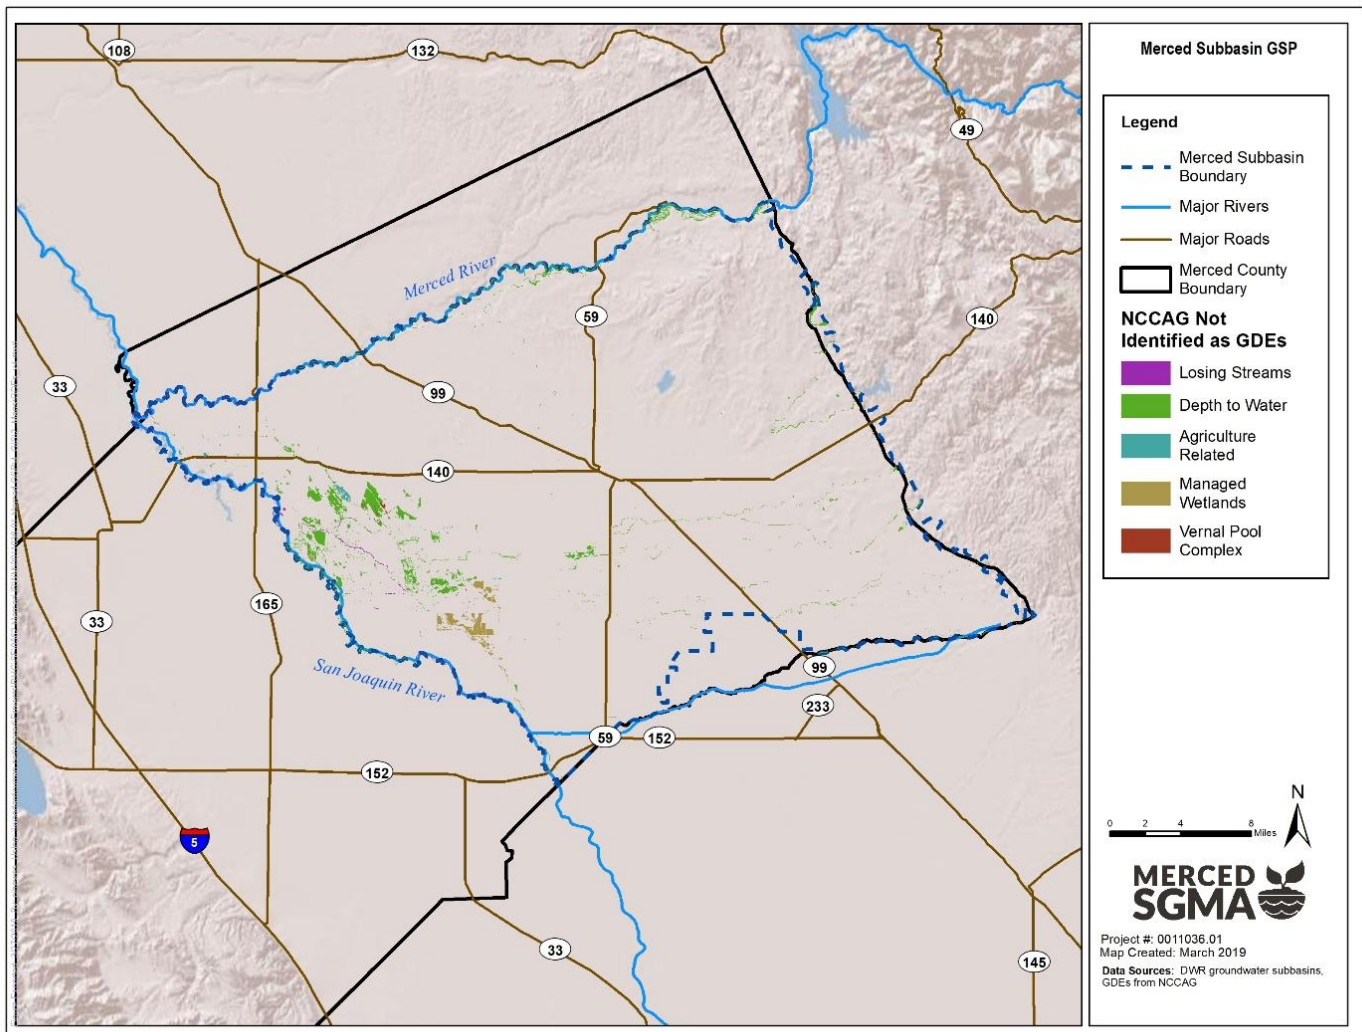 108
132
49
Merced River
59
140
33
99
140
165
33
San Joaquin River
99
233
59
152
152
5
33
145
Merced Subbasin GSP
Legend
Merced Subbasin
Boundary
Major Rivers
Major Roads
Merced County
Boundary
NCCAG Not
Identified as GDEs
Losing Streams
Depth to Water
Agriculture
Related
Managed
Wetlands
Vernal Pool
Complex
N
0 2 4 8 Miles
MERCED
SGMA
Project #: 0011036.01
Map Created: March 2019
Data Sources: DWR groundwater subbasins,
GDEs from NCCAG